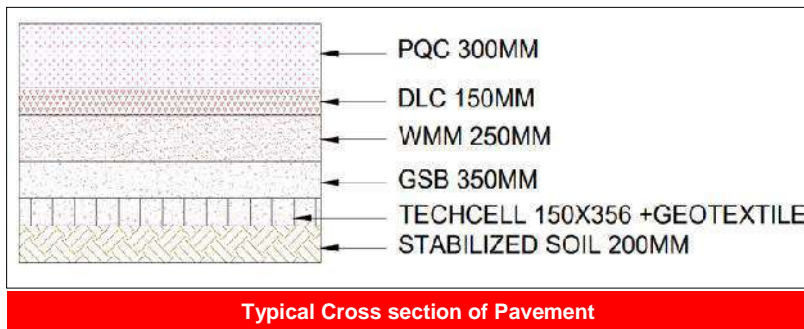 PQC 300MM
DLC 150MM
WMM 250MM
GSB 350MM
TECHCELL 150X356 +GEOTEXTILE
STABILIZED SOIL 200MM
Typical Cross section of Pavement